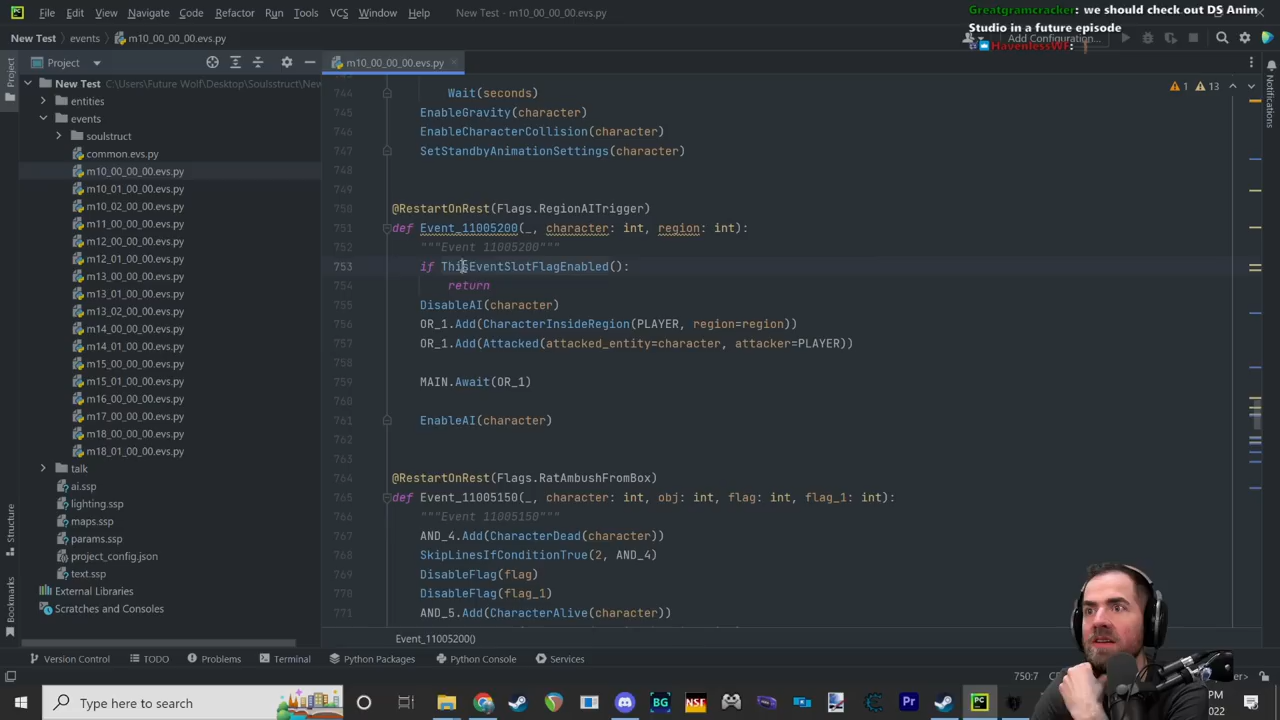 File Edit View Navigate Code Refactor Run Tools VCS Window Help New Test - m10_00_00_00.evs.py
Greatgramcracker: we should check out DS Anim
Studio in a future episode
HavenlessWF:
New Test events m10_00_00_00.evs.py
Add Configuration...
Project
m10_00_00_00.evs.py
New Test C:\Users\Future Wolf\Desktop\Soulsstruct\New
entities
events
soulstruct
common.evs.py
m10_00_00_00.evs.py
m10_01_00_00.evs.py
m10_02_00_00.evs.py
m11_00_00_00.evs.py
m12_00_00_00.evs.py
m12_01_00_00.evs.py
m13_00_00_00.evs.py
m13_01_00_00.evs.py
m13_02_00_00.evs.py
m14_00_00_00.evs.py
m14_01_00_00.evs.py
m15_00_00_00.evs.py
m15_01_00_00.evs.py
m16_00_00_00.evs.py
m17_00_00_00.evs.py
m18_00_00_00.evs.py
m18_01_00_00.evs.py
talk
ai.ssp
lighting.ssp
maps.ssp
params.ssp
project_config.json
text.ssp
External Libraries
Scratches and Consoles
1 13
744 Wait(seconds)
745 EnableGravity(character)
746 EnableCharacterCollision(character)
747 SetStandbyAnimationSettings(character)
748
749
750 @RestartOnRest(Flags.RegionAITrigger)
751 def Event_11005200(_, character: int, region: int):
752 """Event 11005200"""
753 if ThisEventSlotFlagEnabled():
754 return
755 DisableAI(character)
756 OR_1.Add(CharacterInsideRegion(PLAYER, region=region))
757 OR_1.Add(Attacked(attacked_entity=character, attacker=PLAYER))
758
759 MAIN.Await(OR_1)
760
761 EnableAI(character)
762
763
764 @RestartOnRest(Flags.RatAmbushFromBox)
765 def Event_11005150(_, character: int, obj: int, flag: int, flag_1: int):
766 """Event 11005150"""
767 AND_4.Add(CharacterDead(character))
768 SkipLinesIfConditionTrue(2, AND_4)
769 DisableFlag(flag)
770 DisableFlag(flag_1)
771 AND_5.Add(CharacterAlive(character))
Event_11005200()
Project
Structure
Bookmarks
Notifications
Version Control TODO Problems Terminal Python Packages Python Console Services
750:7
Type here to search
BG
NSF
Pr
PC
PM
2022